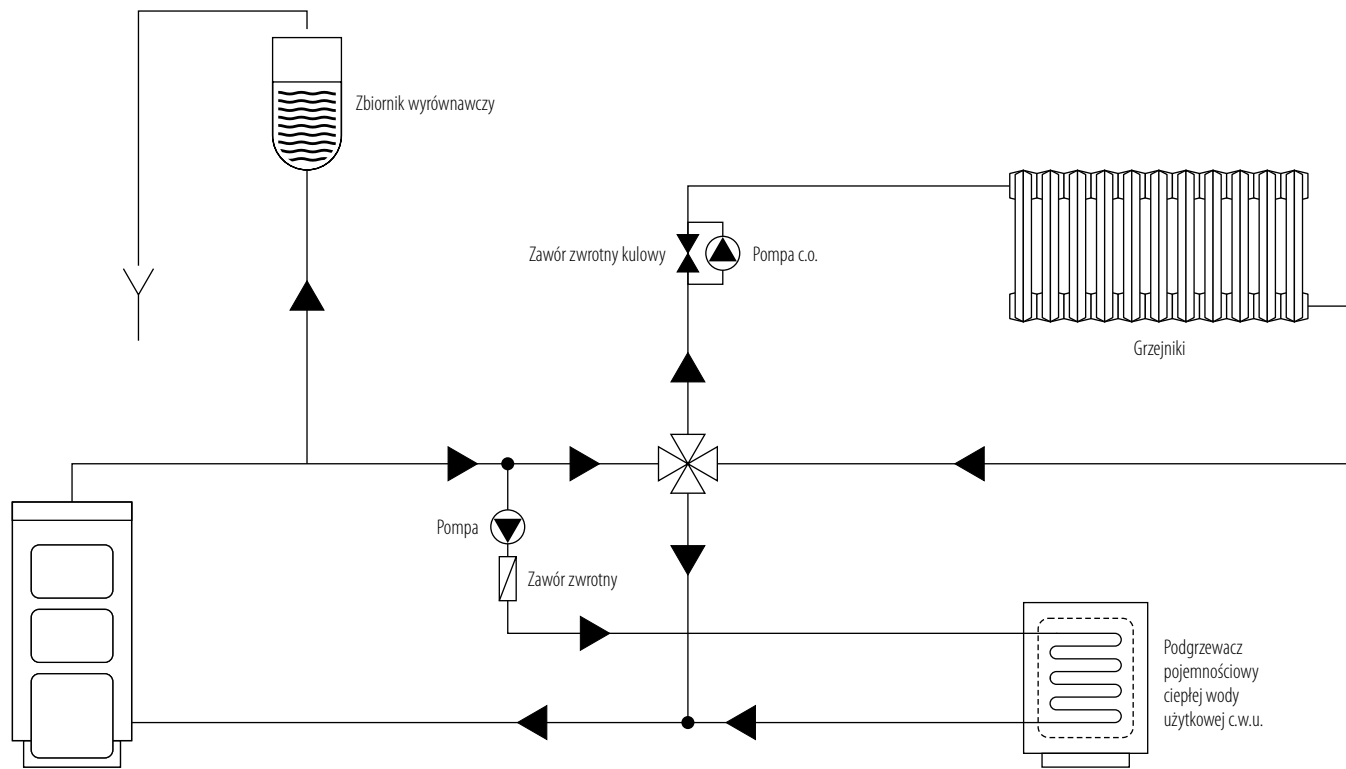 Zbiornik wyrównawczy
Zawór zwrotny kulowy
Pompa c.o.
Grzejniki
Pompa
Zawór zwrotny
Podgrzewacz
pojemnościowy
ciepłej wody
użytkowej c.w.u.